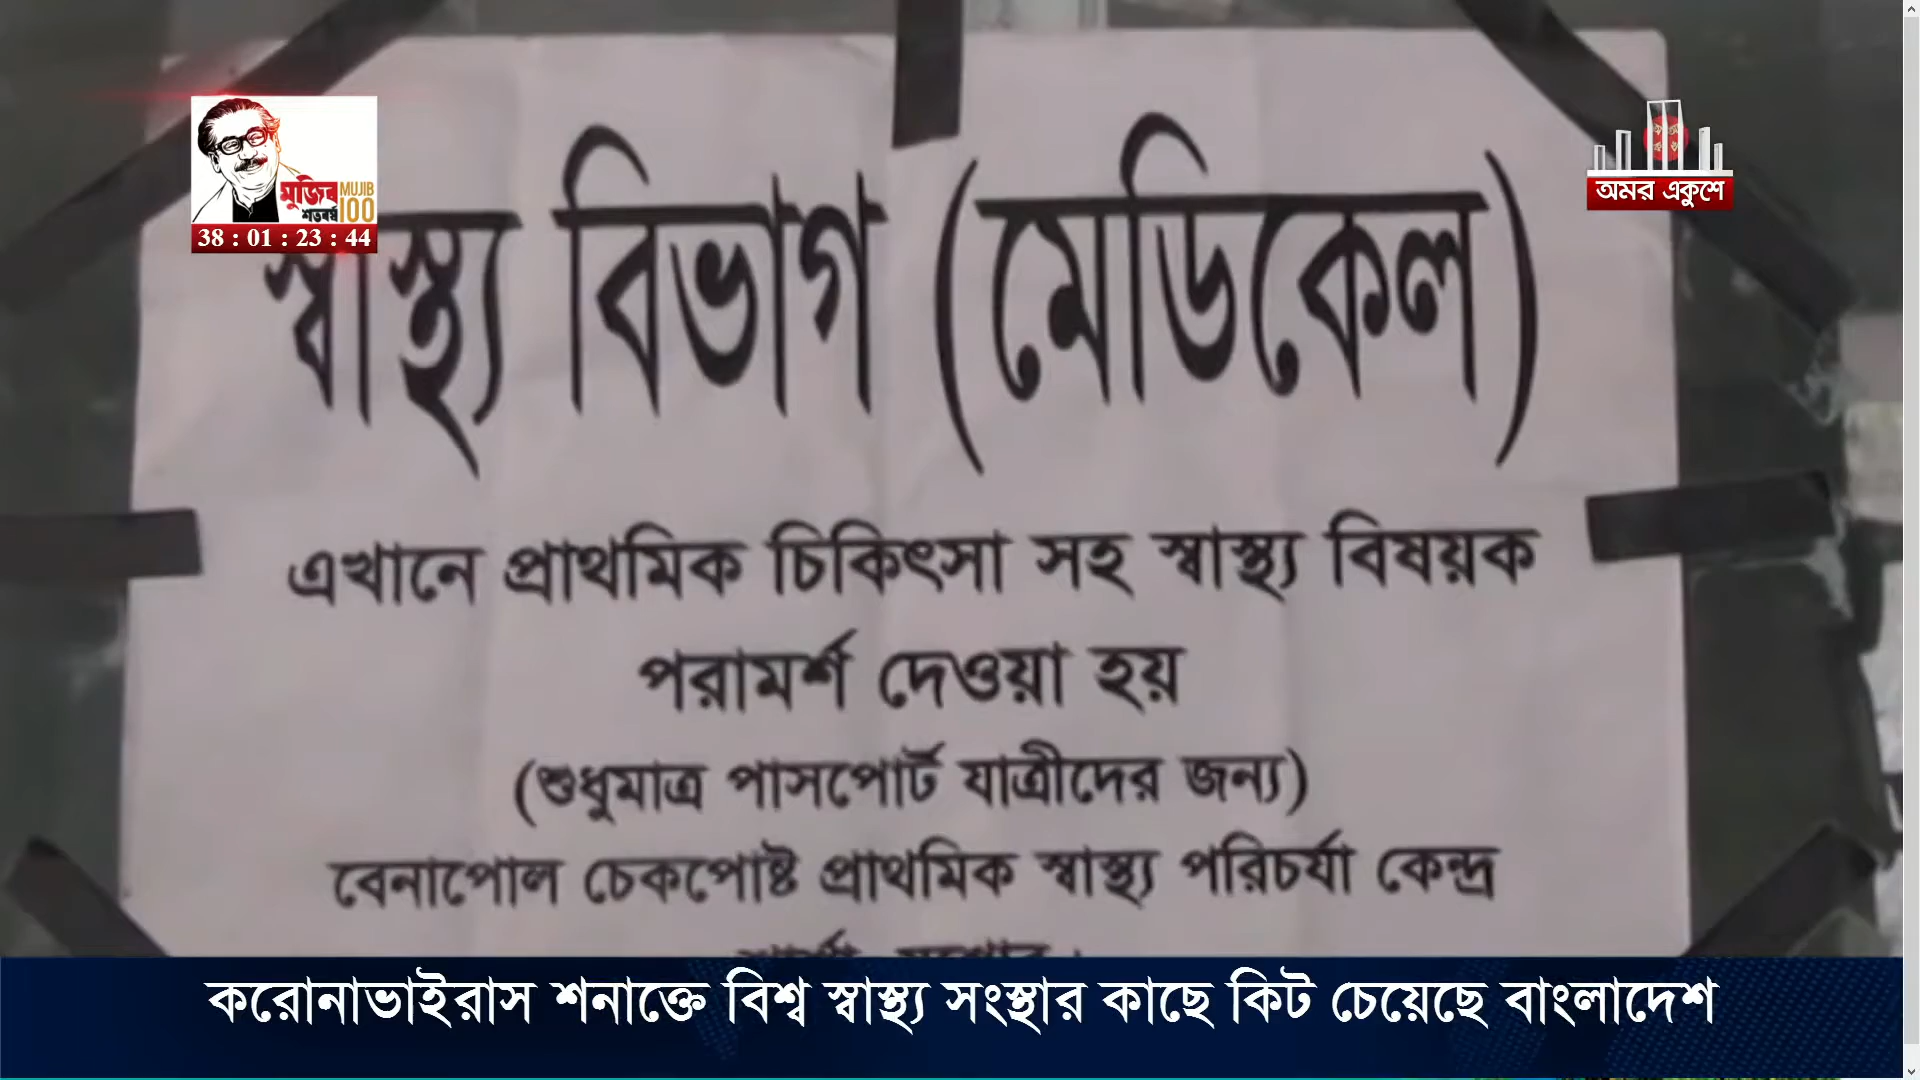 মুজিব MUJIB
শতবর্ষ 100
38 : 01 : 23 : 44
অমর একুশে
স্বাস্থ্য বিভাগ (মেডিকেল)
এখানে প্রাথমিক চিকিৎসা সহ স্বাস্থ্য বিষয়ক
পরামর্শ দেওয়া হয়
(শুধুমাত্র পাসপোর্ট যাত্রীদের জন্য)
বেনাপোল চেকপোষ্ট প্রাথমিক স্বাস্থ্য পরিচর্যা কেন্দ্র
করোনাভাইরাস শনাক্তে বিশ্ব স্বাস্থ্য সংস্থার কাছে কিট চেয়েছে বাংলাদেশ